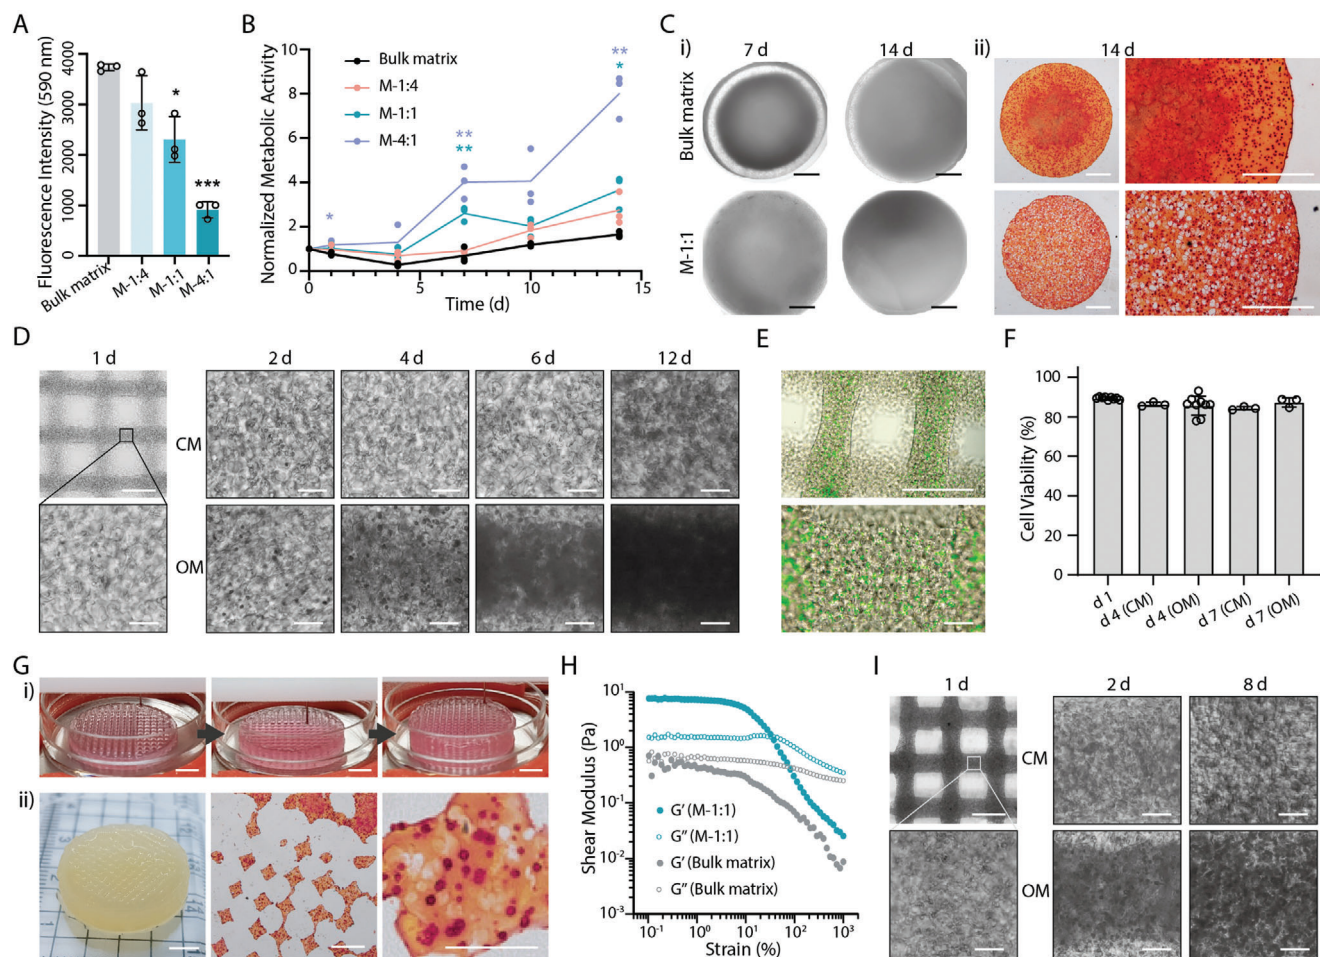 A
Fluorescence Intensity (590 nm)
4000
3000
2000
1000
0
*
***
Bulk matrix
M-1:4
M-1:1
M-4:1
B
Normalized Metabolic Activity
10
8
6
4
2
0
Bulk matrix
M-1:4
M-1:1
M-4:1
*
**
**
**
*
0
5
10
15
Time (d)
C
i)
7 d
14 d
ii)
14 d
Bulk matrix
M-1:1
D
1 d
2 d
4 d
6 d
12 d
CM
OM
E
F
Cell Viability (%)
100
80
60
40
20
0
d 1
d 4 (CM)
d 4 (OM)
d 7 (CM)
d 7 (OM)
G
i)
ii)
H
Shear Modulus (Pa)
10¹
10⁰
10⁻¹
10⁻²
10⁻³
G′ (M-1:1)
G″ (M-1:1)
G′ (Bulk matrix)
G″ (Bulk matrix)
10⁻¹
10⁰
10¹
10²
10³
Strain (%)
I
1 d
2 d
8 d
CM
OM